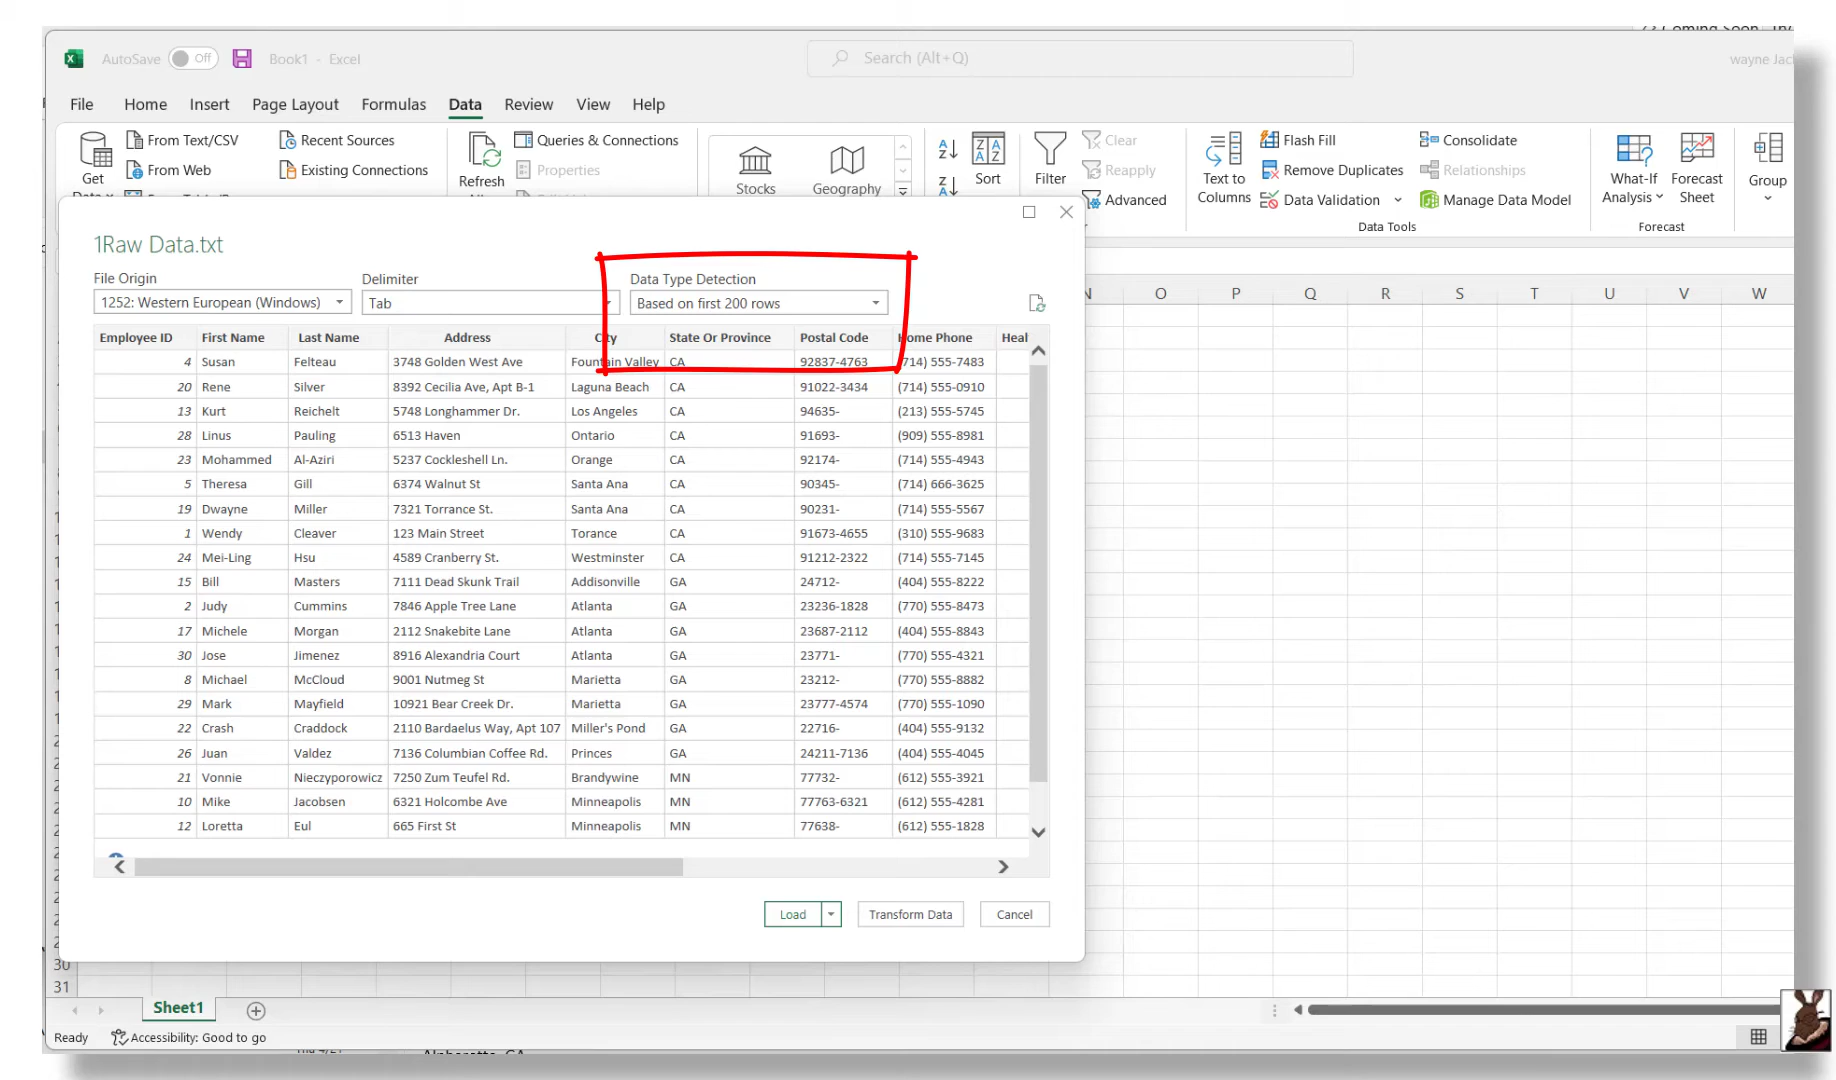 AutoSave Off Book1 - Excel Search (Alt+Q)
File Home Insert Page Layout Formulas Data Review View Help
Get
From Text/CSV
From Web
Recent Sources
Existing Connections
Refresh
Queries & Connections
Properties
Stocks
Geography
Sort
Filter
Clear
Reapply
Advanced
Text to
Columns
Flash Fill
Remove Duplicates
Data Validation
Consolidate
Relationships
Manage Data Model
Data Tools
What-If
Analysis
Forecast
Sheet
Forecast
Group
1Raw Data.txt
File Origin Delimiter Data Type Detection
1252: Western European (Windows) Tab Based on first 200 rows
O P Q R S T U V W
Employee ID First Name Last Name Address City State Or Province Postal Code Home Phone Heal
4 Susan Felteau 3748 Golden West Ave Fountain Valley CA 92837-4763 (714) 555-7483
20 Rene Silver 8392 Cecilia Ave, Apt B-1 Laguna Beach CA 91022-3434 (714) 555-0910
13 Kurt Reichelt 5748 Longhammer Dr. Los Angeles CA 94635- (213) 555-5745
28 Linus Pauling 6513 Haven Ontario CA 91693- (909) 555-8981
23 Mohammed Al-Aziri 5237 Cockleshell Ln. Orange CA 92174- (714) 555-4943
5 Theresa Gill 6374 Walnut St Santa Ana CA 90345- (714) 666-3625
19 Dwayne Miller 7321 Torrance St. Santa Ana CA 90231- (714) 555-5567
1 Wendy Cleaver 123 Main Street Torance CA 91673-4655 (310) 555-9683
24 Mei-Ling Hsu 4589 Cranberry St. Westminster CA 91212-2322 (714) 555-7145
15 Bill Masters 7111 Dead Skunk Trail Addisonville GA 24712- (404) 555-8222
2 Judy Cummins 7846 Apple Tree Lane Atlanta GA 23236-1828 (770) 555-8473
17 Michele Morgan 2112 Snakebite Lane Atlanta GA 23687-2112 (404) 555-8843
30 Jose Jimenez 8916 Alexandria Court Atlanta GA 23771- (770) 555-4321
8 Michael McCloud 9001 Nutmeg St Marietta GA 23212- (770) 555-8882
29 Mark Mayfield 10921 Bear Creek Dr. Marietta GA 23777-4574 (770) 555-1090
22 Crash Craddock 2110 Bardaelus Way, Apt 107 Miller's Pond GA 22716- (404) 555-9132
26 Juan Valdez 7136 Columbian Coffee Rd. Princes GA 24211-7136 (404) 555-4045
21 Vonnie Nieczyporowicz 7250 Zum Teufel Rd. Brandywine MN 77732- (612) 555-3921
10 Mike Jacobsen 6321 Holcombe Ave Minneapolis MN 77763-6321 (612) 555-4281
12 Loretta Eul 665 First St Minneapolis MN 77638- (612) 555-1828
Load Transform Data Cancel
30
31
Sheet1
Ready Accessibility: Good to go